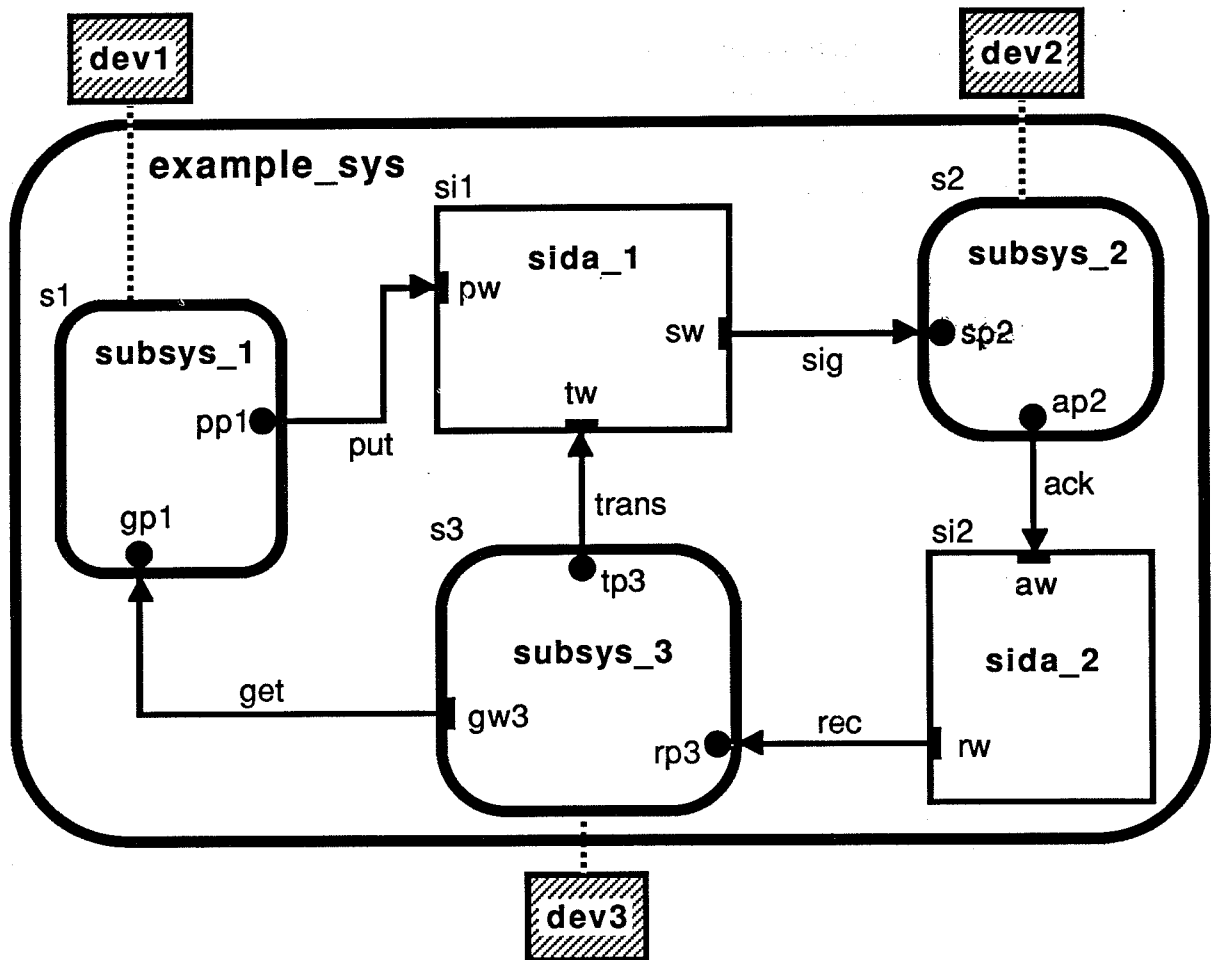 dev1
dev2
example_sys
si1
s2
sida_1
subsys_2
s1
pw
subsys_1
sw
sp2
sig
tw
pp1
put
ap2
ack
trans
gp1
s3
si2
tp3
aw
subsys_3
sida_2
get
gw3
rec
rp3
rw
dev3